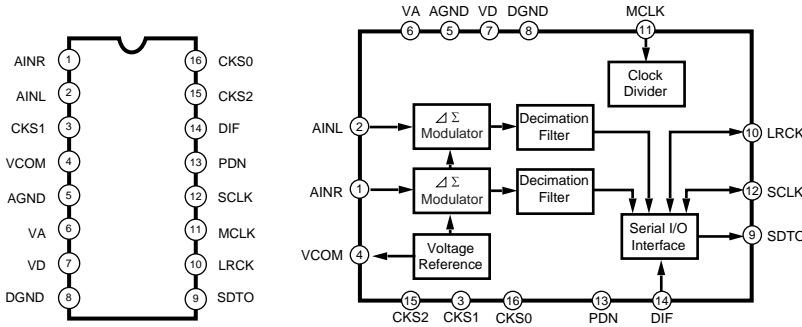 AINR 1 16 CKS0
AINL 2 15 CKS2
CKS1 3 14 DIF
VCOM 4 13 PDN
AGND 5 12 SCLK
VA 6 11 MCLK
VD 7 10 LRCK
DGND 8 9 SDTO
VA AGND VD DGND MCLK
6 5 7 8 11
Clock
Divider
AINL 2
⊿ Σ
Modulator
Decimation
Filter
10 LRCK
AINR 1
⊿ Σ
Modulator
Decimation
Filter
12 SCLK
VCOM 4
Voltage
Reference
Serial I/O
Interface
9 SDTO
15 3 16 13 14
CKS2 CKS1 CKS0 PDN DIF